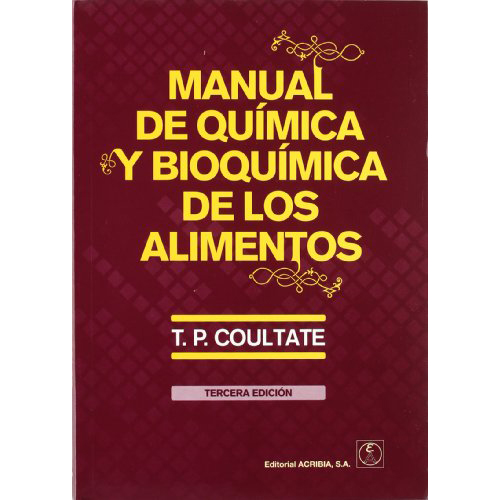 MANUAL
DE QUÍMICA
Y BIOQUÍMICA
DE LOS
ALIMENTOS
T. P. COULTATE
TERCERA EDICIÓN
Editorial ACRIBIA, S.A.